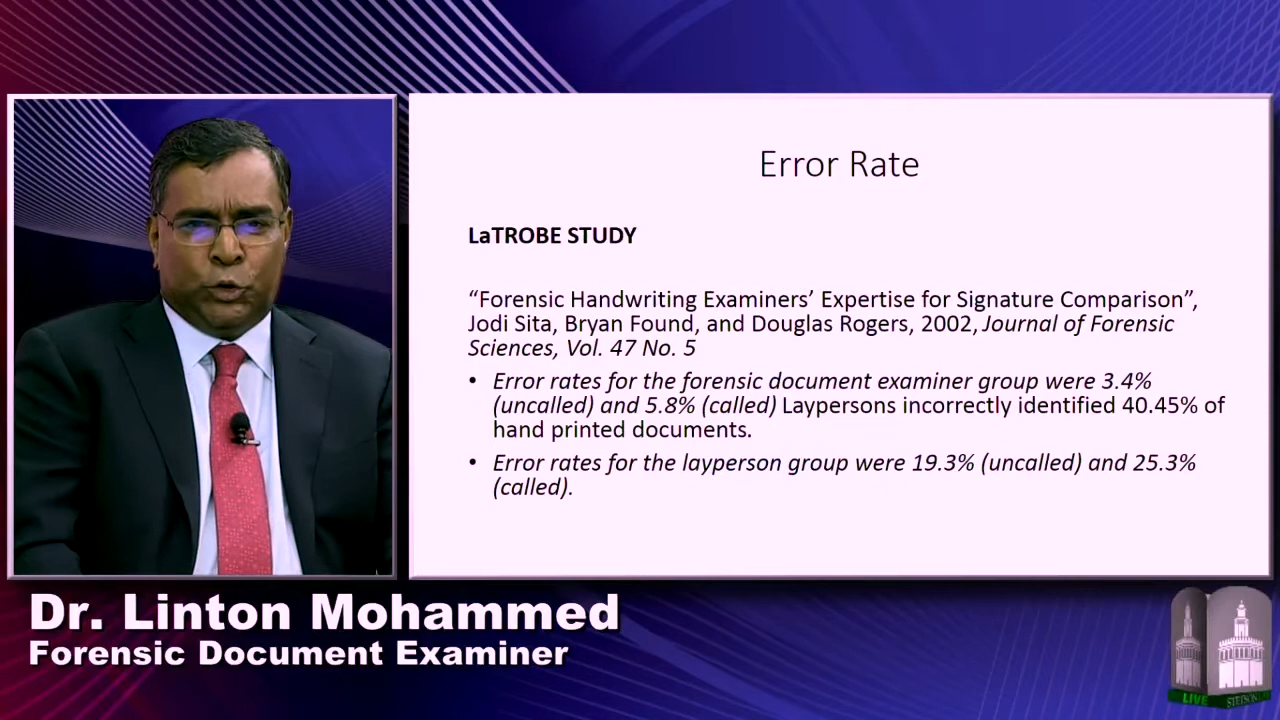 Error Rate
LaTROBE STUDY
“Forensic Handwriting Examiners’ Expertise for Signature Comparison”,
Jodi Sita, Bryan Found, and Douglas Rogers, 2002, Journal of Forensic
Sciences, Vol. 47 No. 5
• Error rates for the forensic document examiner group were 3.4%
(uncalled) and 5.8% (called) Laypersons incorrectly identified 40.45% of
hand printed documents.
• Error rates for the layperson group were 19.3% (uncalled) and 25.3%
(called).
Dr. Linton Mohammed
Forensic Document Examiner
LIVE